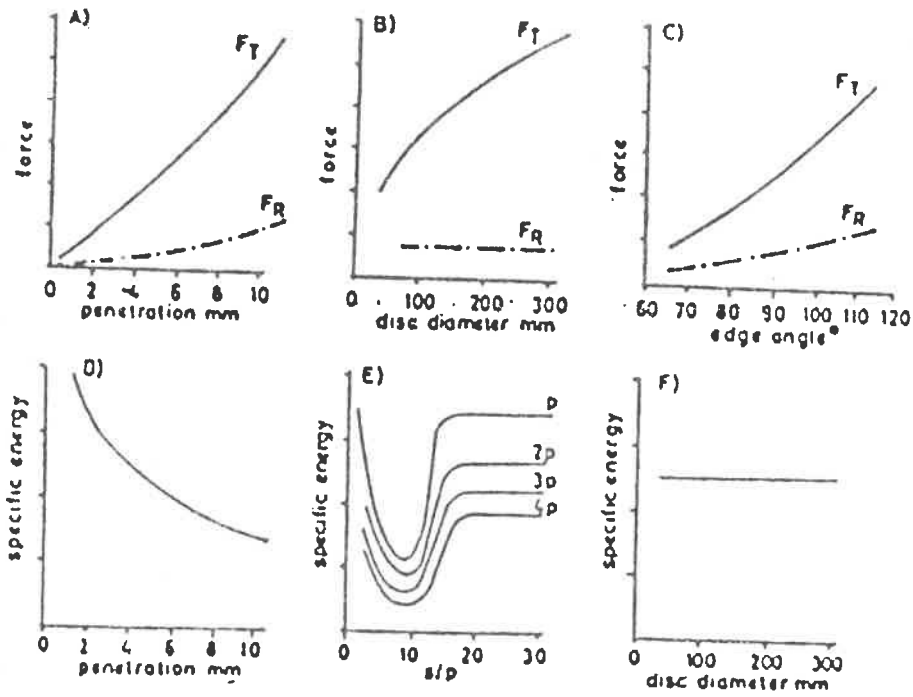 A)
force
F_T
F_R
0 2 4 6 8 10
penetration mm
B)
force
F_T
F_R
0 100 200 300
disc diameter mm
C)
force
F_T
F_R
60 70 80 90 100 110 120
edge angle°
D)
specific energy
0 2 4 6 8 10
penetration mm
E)
specific energy
p
2p
3p
4p
0 10 20 30
s/p
F)
specific energy
0 100 200 300
disc diameter mm